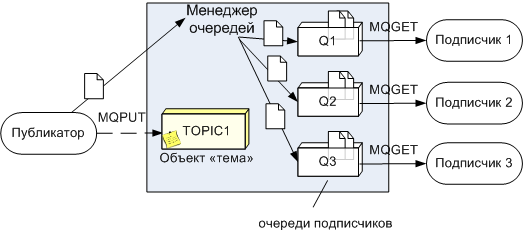 Менеджер
очередей
Q1
MQGET
Подписчик 1
Q2
MQGET
Подписчик 2
Публикатор
MQPUT
TOPIC1
Объект «тема»
Q3
MQGET
Подписчик 3
очереди подписчиков